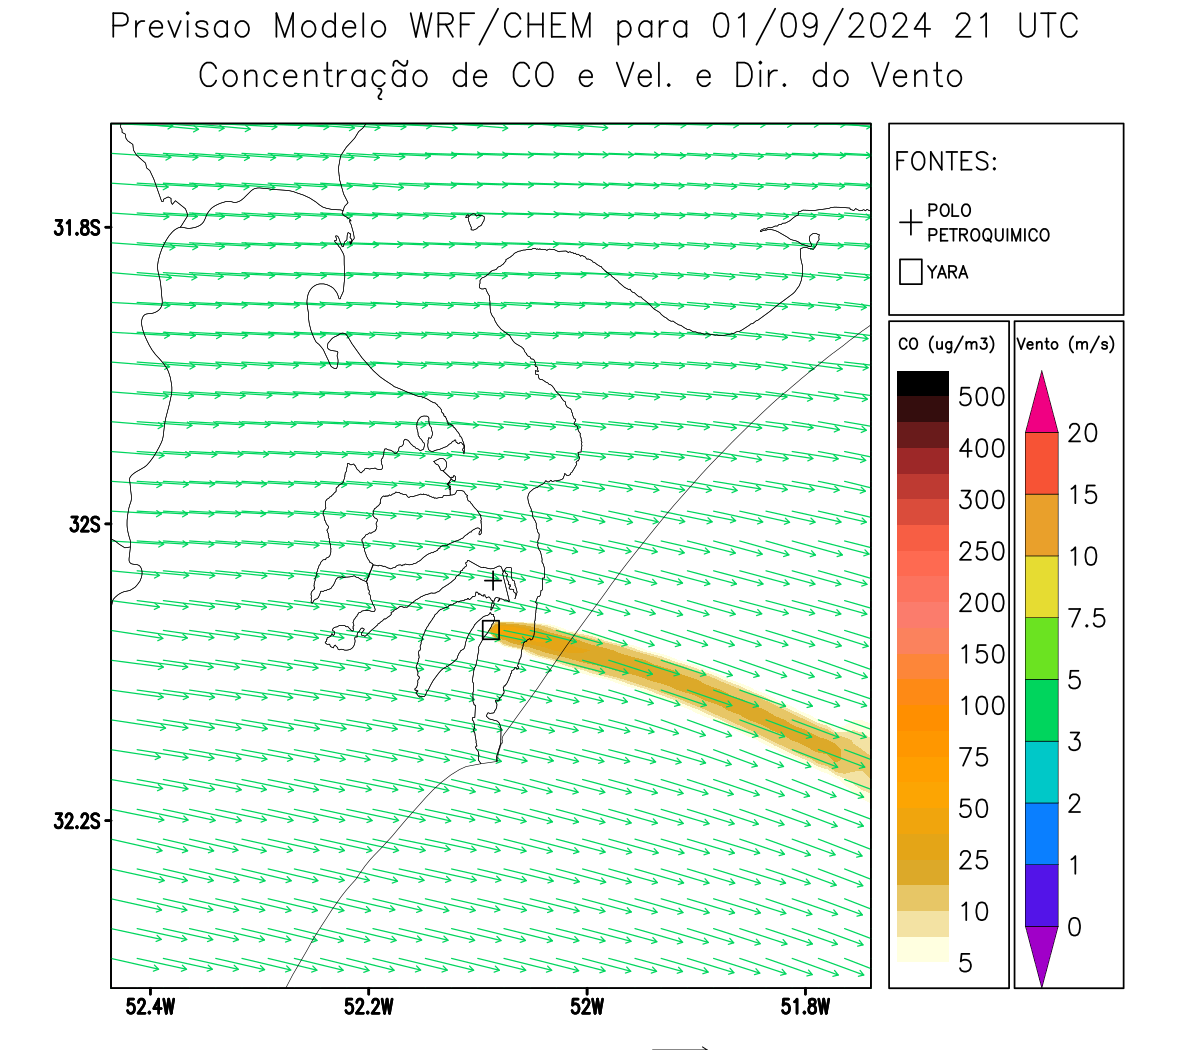 Previsao Modelo WRF/CHEM para 01/09/2024 21 UTC
Concentração de CO e Vel. e Dir. do Vento
FONTES:
POLO
PETROQUIMICO
YARA
CO (ug/m3)
500
400
300
250
200
150
100
75
50
25
10
5
Vento (m/s)
20
15
10
7.5
5
3
2
1
0
31.8S
32S
32.2S
52.4W
52.2W
52W
51.8W